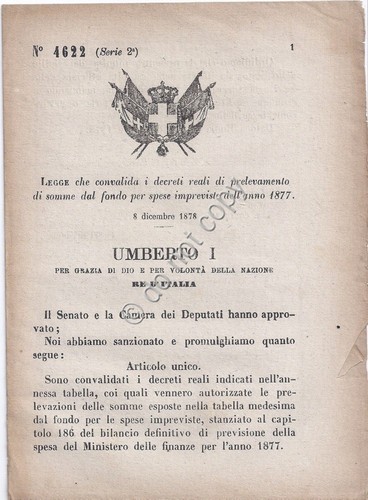 N° 4622 (Serie 2ª)
1
LEGGE che convalida i decreti reali di prelevamento
di somme dal fondo per spese impreviste dell'anno 1877.
8 dicembre 1878
UMBERTO I
PER GRAZIA DI DIO E PER VOLONTÀ DELLA NAZIONE
RE D'ITALIA
Il Senato e la Camera dei Deputati hanno appro-
vato;
Noi abbiamo sanzionato e promulghiamo quanto
segue:
Articolo unico.
Sono convalidati i decreti reali indicati nell'an-
nessa tabella, coi quali vennero autorizzate le pre-
levazioni delle somme esposte nella tabella medesima
dal fondo per le spese impreviste, stanziato al capi-
tolo 186 del bilancio definitivo di previsione della
spesa del Ministero delle finanze per l'anno 1877.
© do not copy